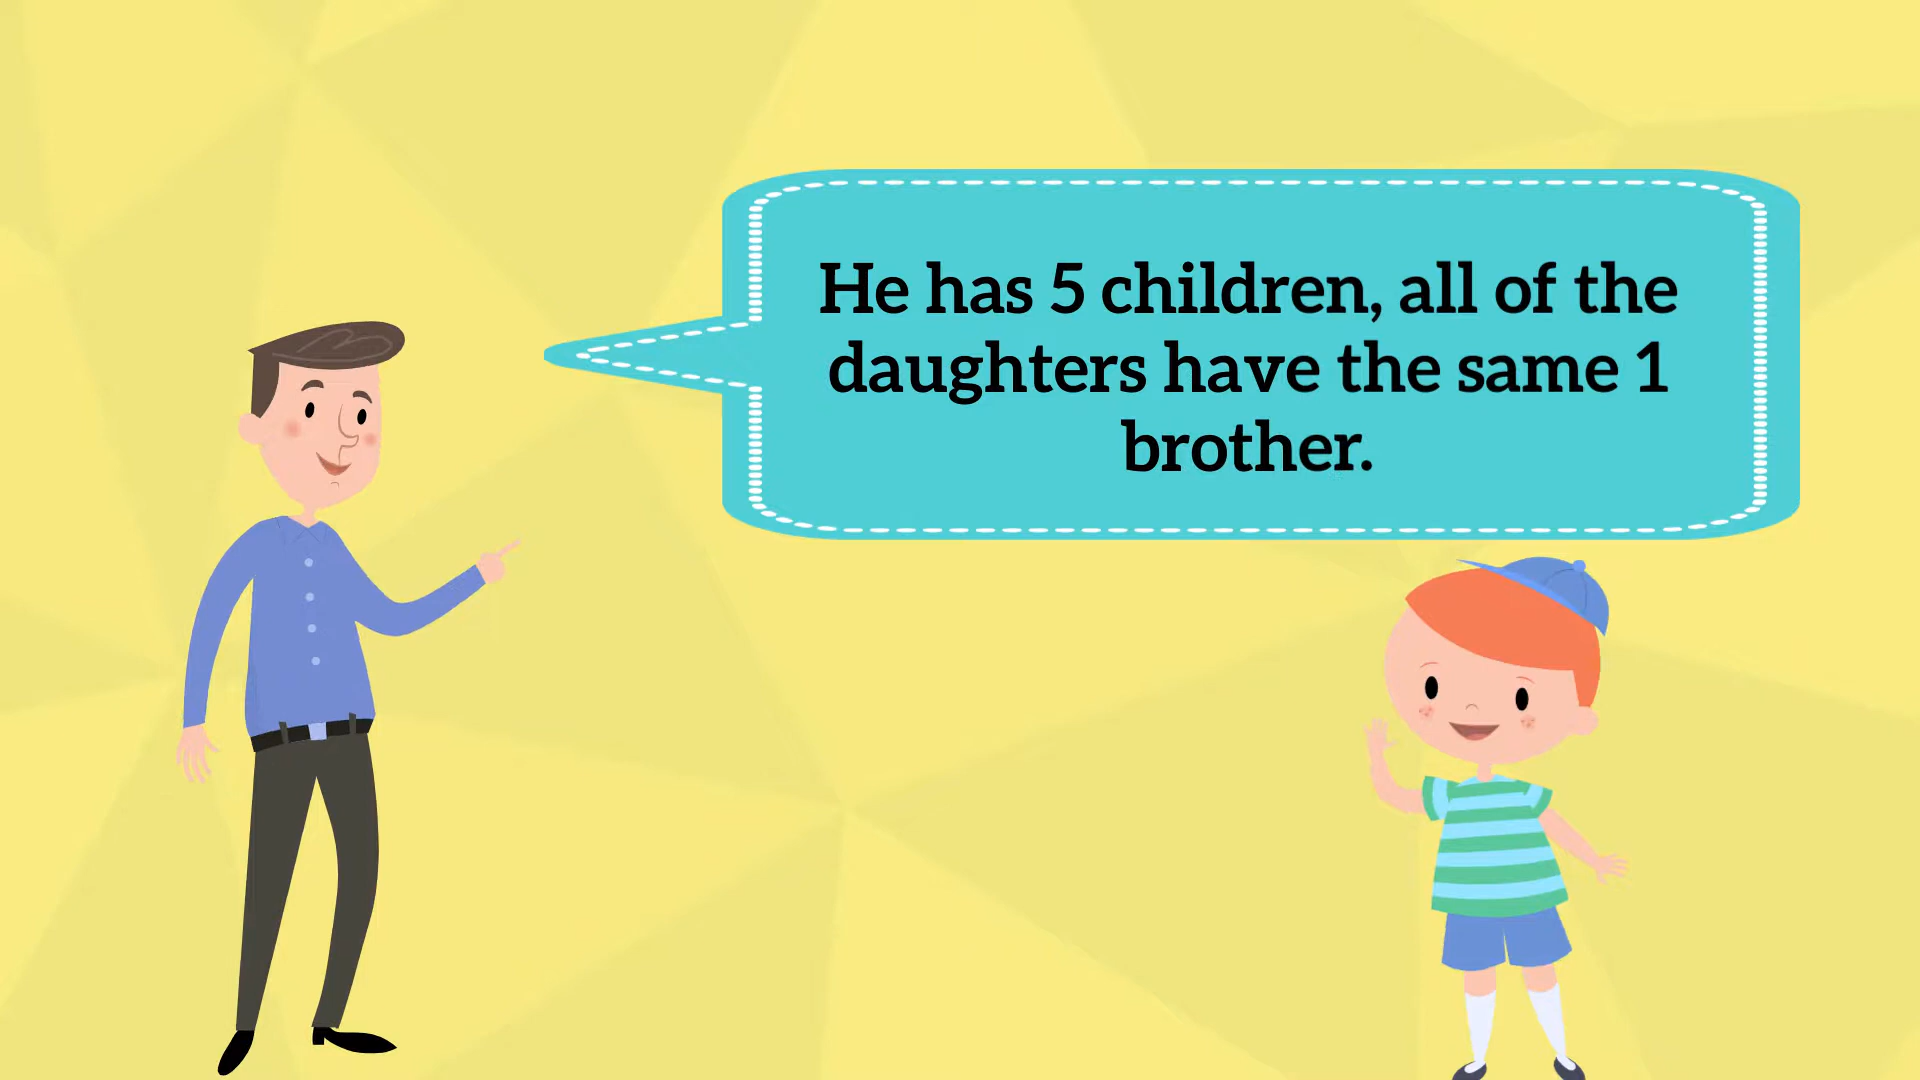 He has 5 children, all of the
daughters have the same 1
brother.